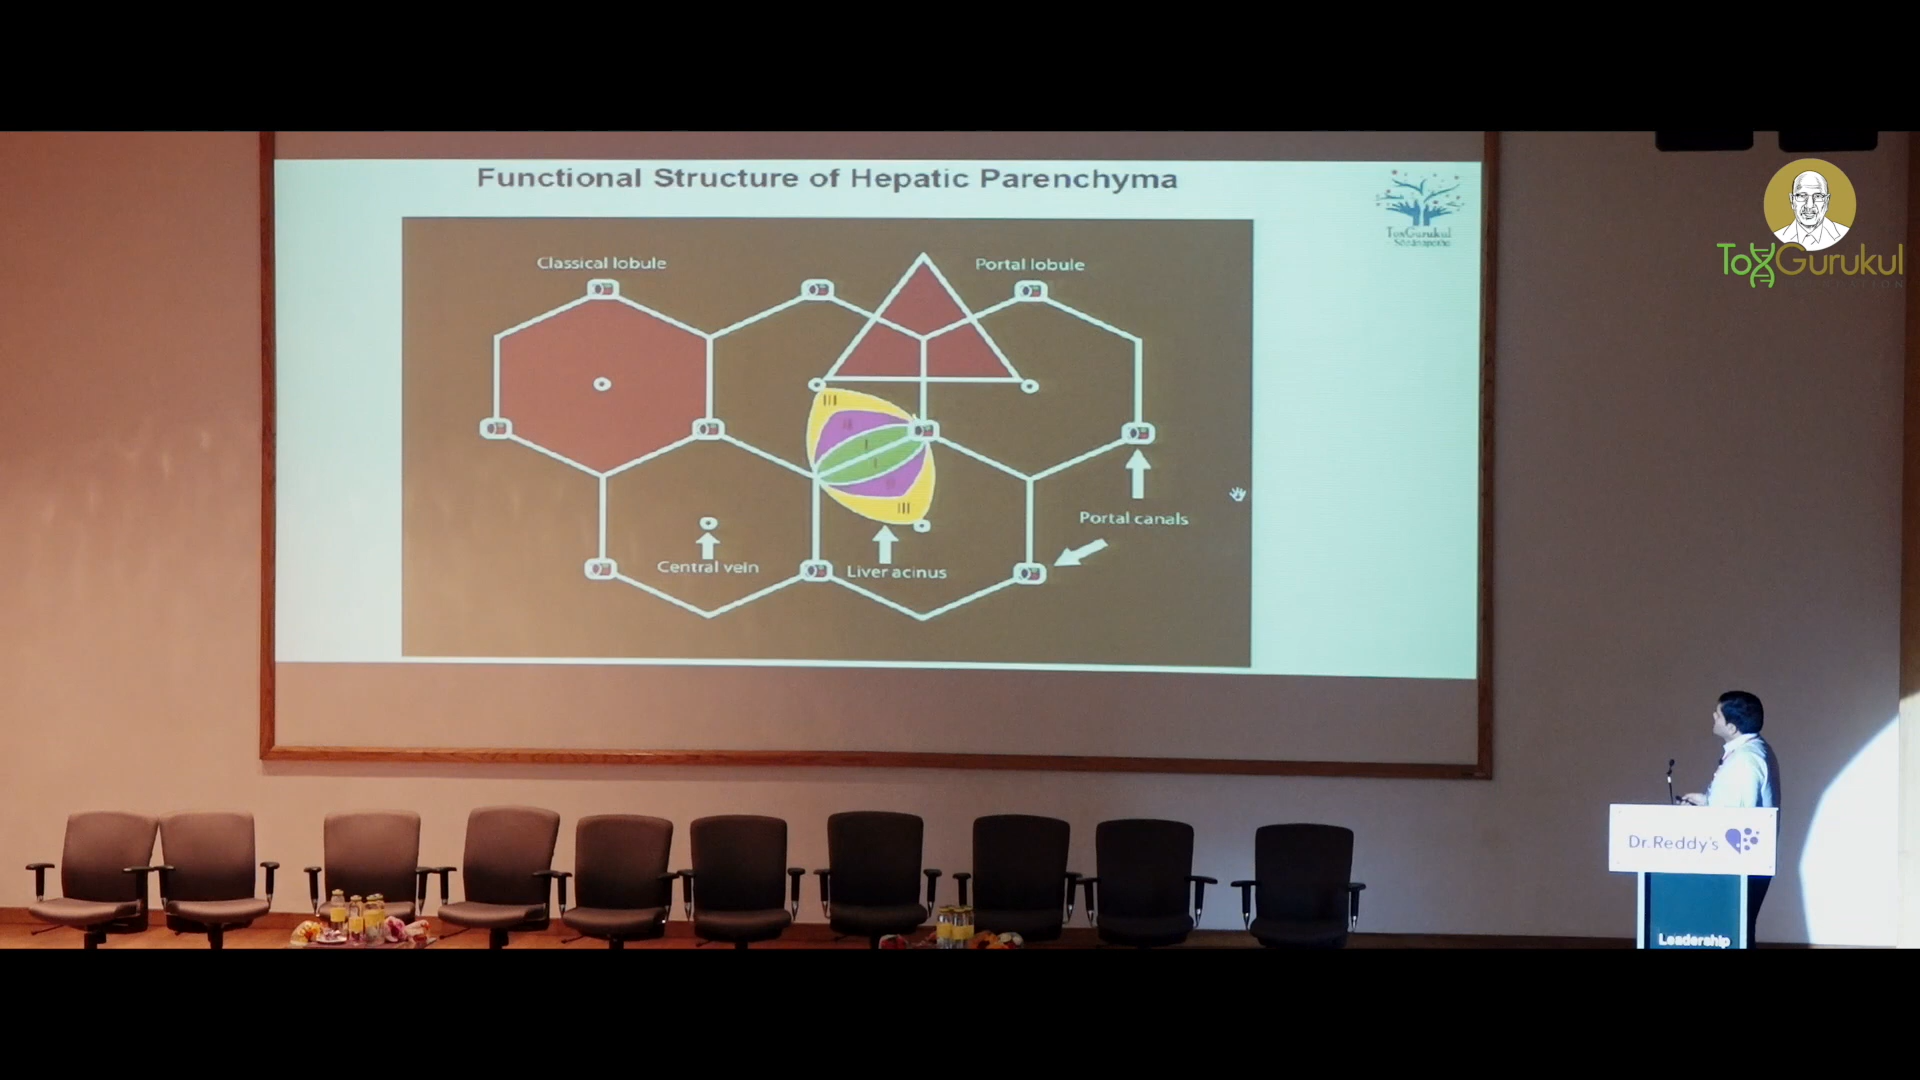 Functional Structure of Hepatic Parenchyma
ToxGurukul
Classical lobule
Portal lobule
III
II
I
I
II
III
Portal canals
Central vein
Liver acinus
ToxGurukul
Dr.Reddy's
Leadership